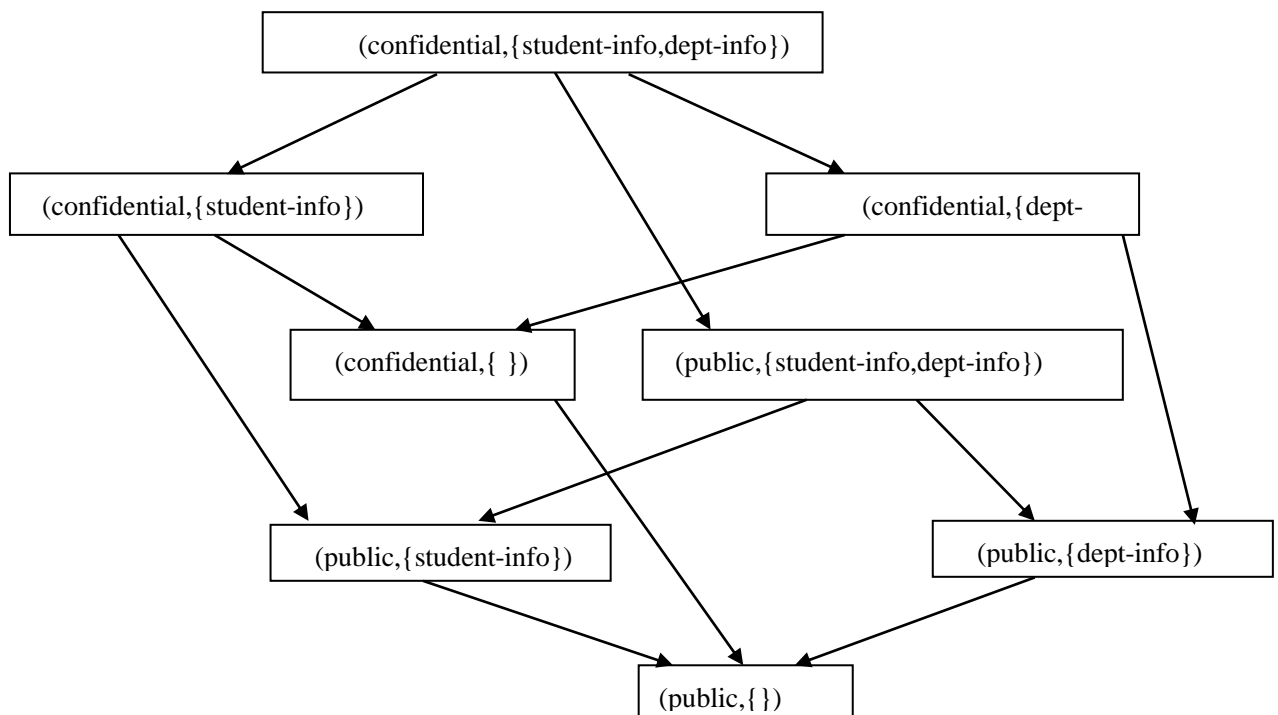 (confidential,{student-info,dept-info})
(confidential,{student-info})
(confidential,{dept-
(confidential,{ })
(public,{student-info,dept-info})
(public,{student-info})
(public,{dept-info})
(public,{})